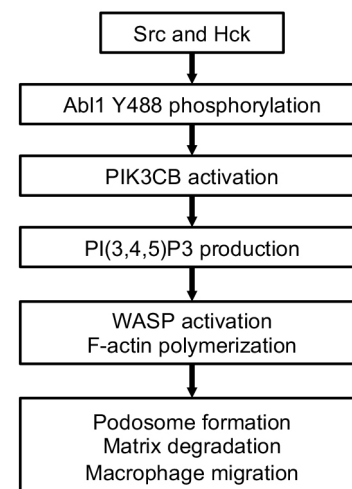 Src and Hck
Abl1 Y488 phosphorylation
PIK3CB activation
PI(3,4,5)P3 production
WASP activation
F-actin polymerization
Podosome formation
Matrix degradation
Macrophage migration